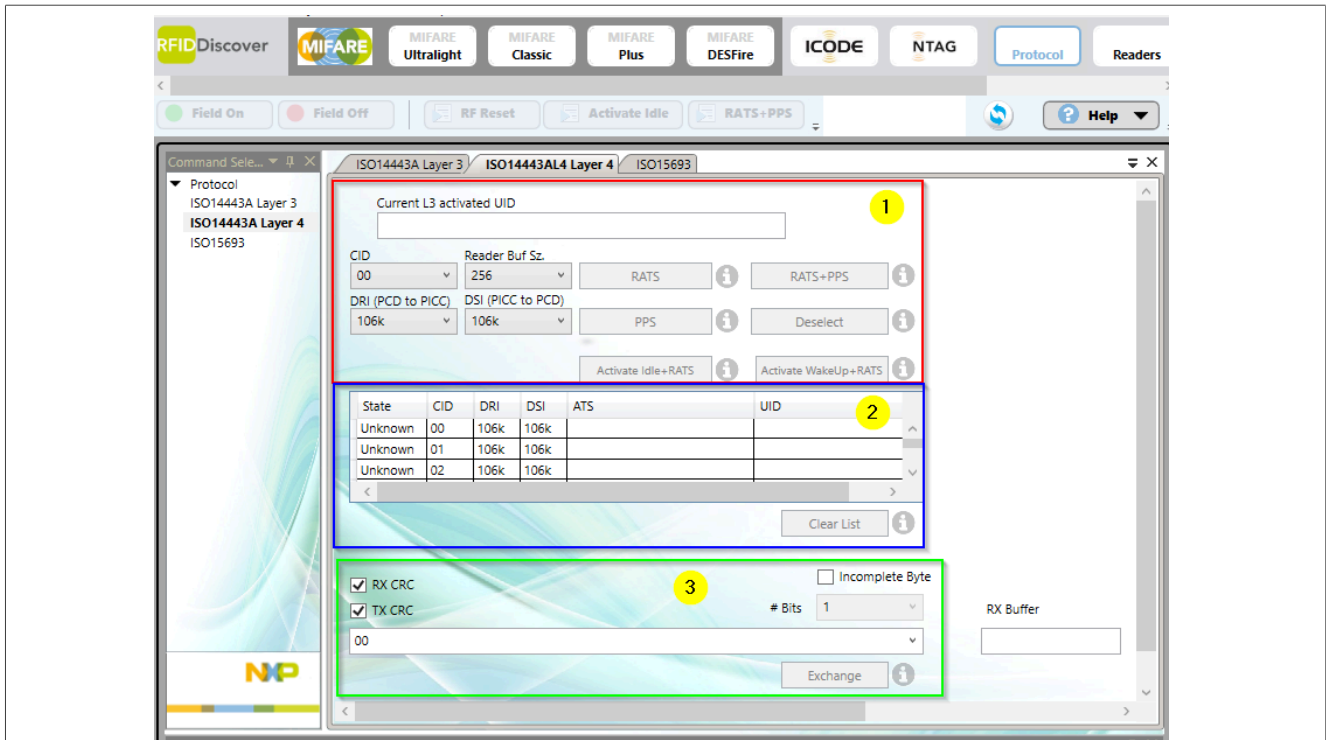 RFIDDiscover
MIFARE
MIFARE Ultralight
MIFARE Classic
MIFARE Plus
MIFARE DESFire
ICODE
NTAG
Protocol
Readers
Field On
Field Off
RF Reset
Activate Idle
RATS+PPS
Help
Command Sele...
Protocol
ISO14443A Layer 3
ISO14443A Layer 4
ISO15693
NXP
ISO14443A Layer 3 ISO14443AL4 Layer 4 ISO15693
Current L3 activated UID
1
CID Reader Buf Sz.
00 256 RATS RATS+PPS
DRI (PCD to PICC) DSI (PICC to PCD)
106k 106k PPS Deselect
Activate Idle+RATS Activate WakeUp+RATS
State CID DRI DSI ATS UID
2
Unknown 00 106k 106k
Unknown 01 106k 106k
Unknown 02 106k 106k
Clear List
RX CRC
3
Incomplete Byte
TX CRC
# Bits 1
RX Buffer
00
Exchange